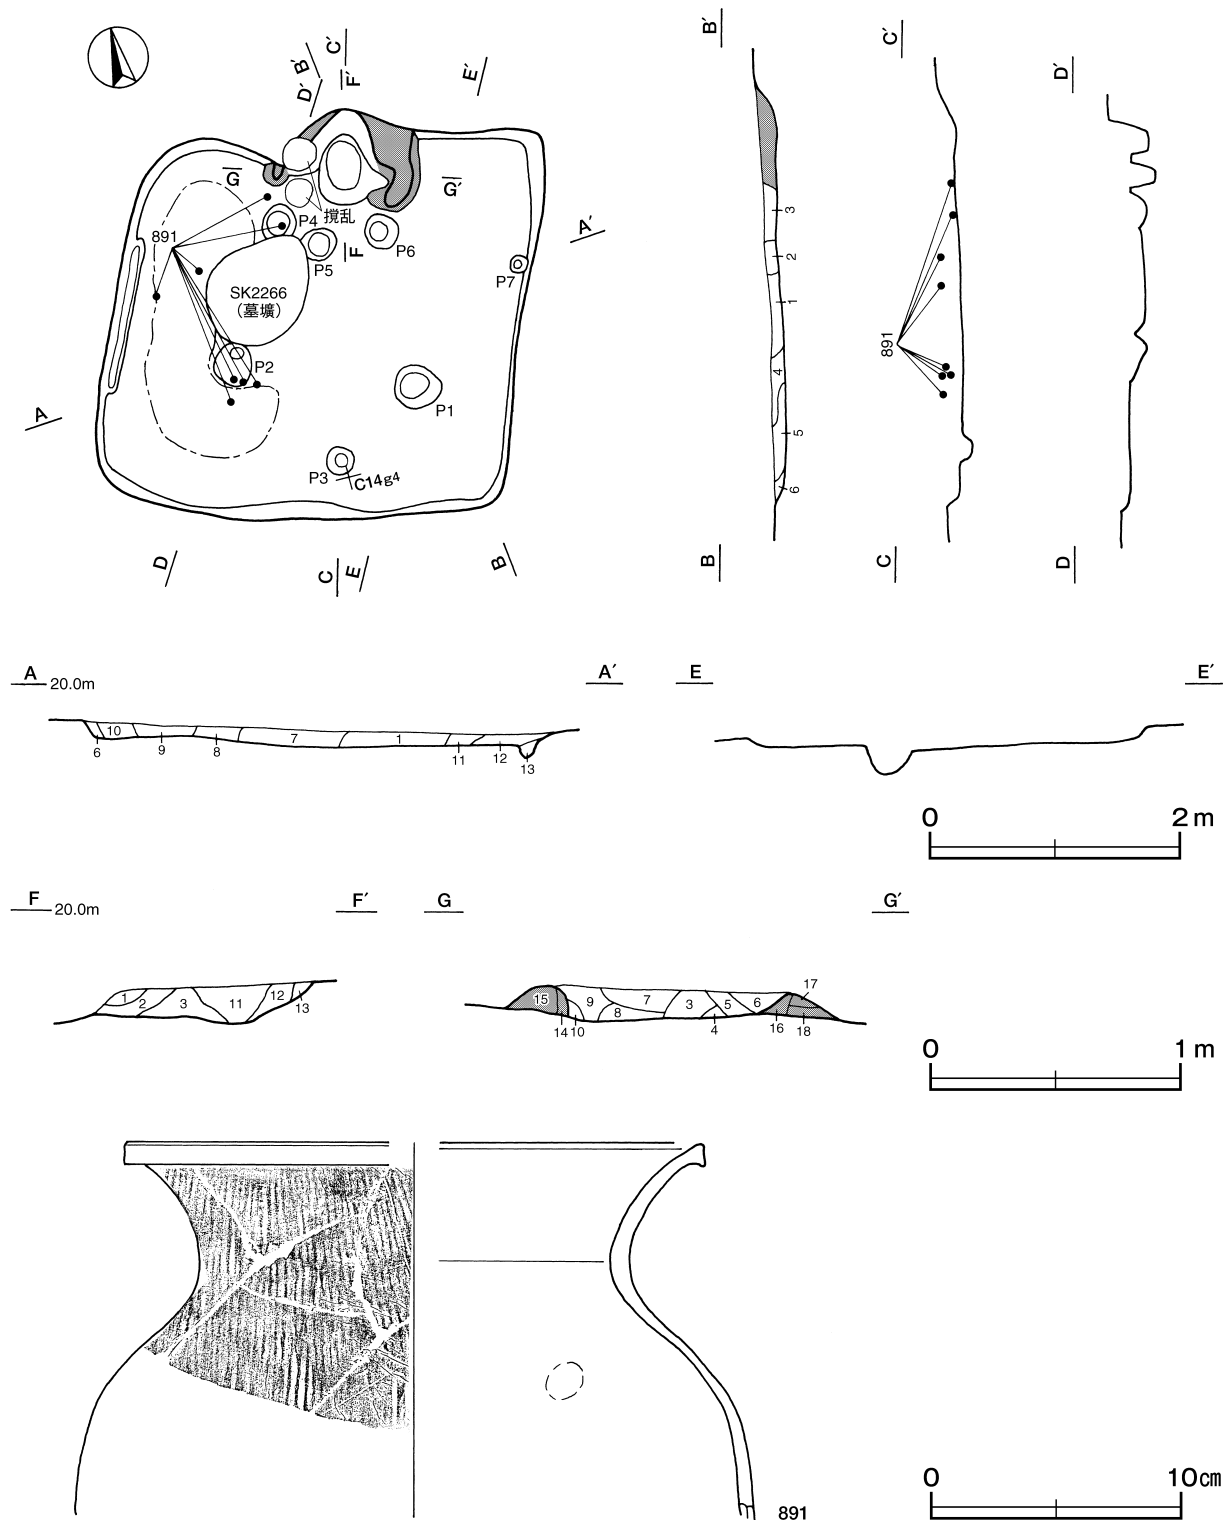 B′
C′
D′
C′
B′
F′
E′
D′
G
G′
A′
撹乱
P4
891
F
P6
P5
P7
SK2266
(墓壙)
P2
P1
A
P3
C14g4
D
C
E
B
3
2
1
4
5
6
B
891
C
D
A
20.0m
A′
E
E′
10
7
1
6
9
8
11
12
13
0
2m
F
20.0m
F′
G
G′
1
2
3
11
12
13
15
9
7
3
5
6
17
8
14
10
4
16
18
0
1m
0
10cm
891